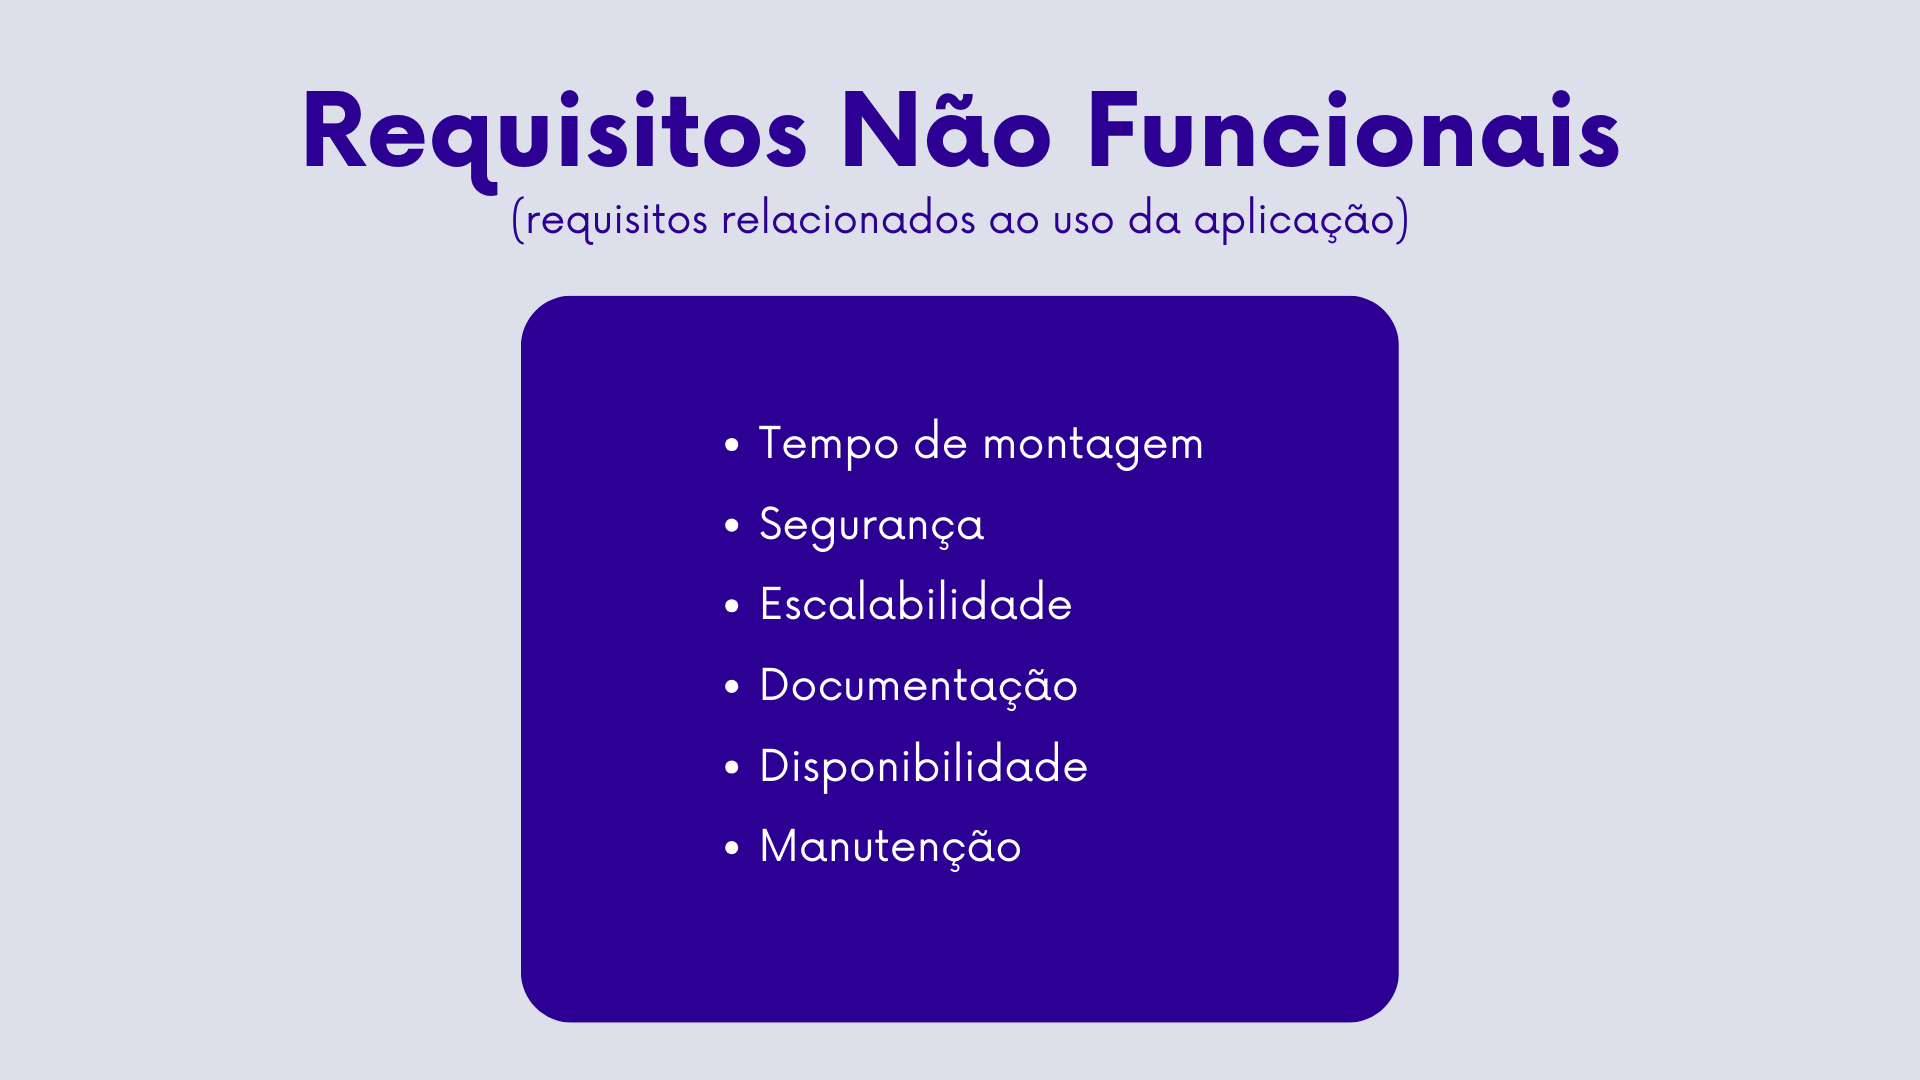 Requisitos Não Funcionais
(requisitos relacionados ao uso da aplicação)
• Tempo de montagem
• Segurança
• Escalabilidade
• Documentação
• Disponibilidade
• Manutenção